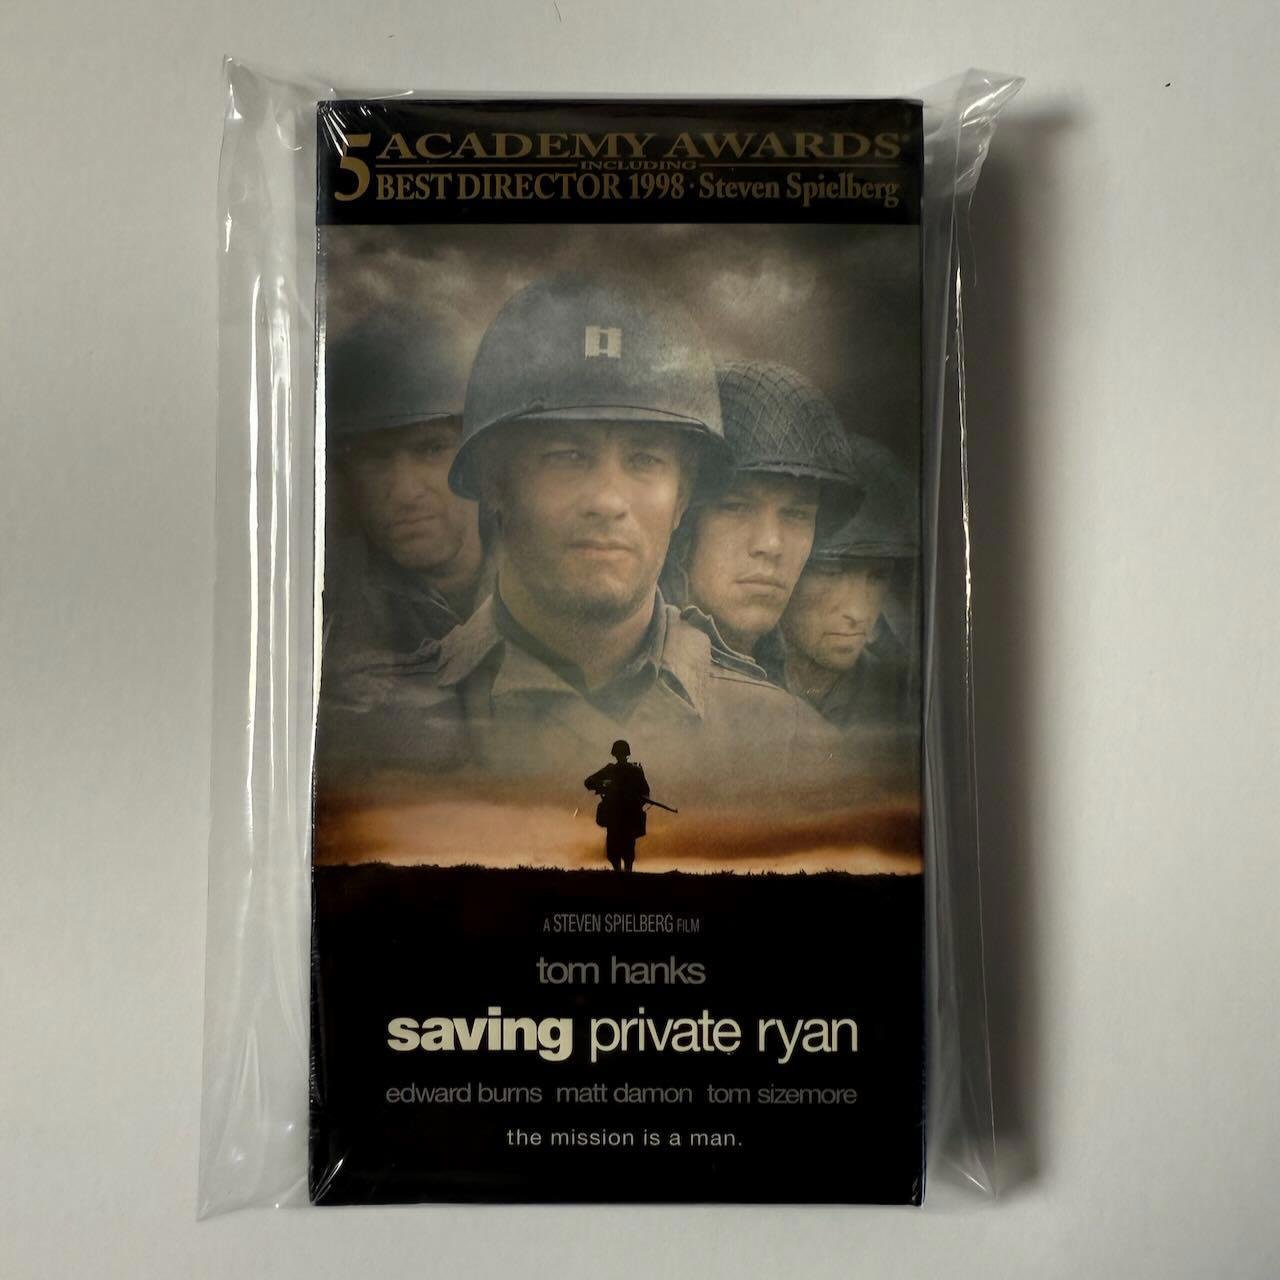 5 ACADEMY AWARDS®
INCLUDING
BEST DIRECTOR 1998 · Steven Spielberg
A STEVEN SPIELBERG FILM
tom hanks
saving private ryan
edward burns matt damon tom sizemore
the mission is a man.